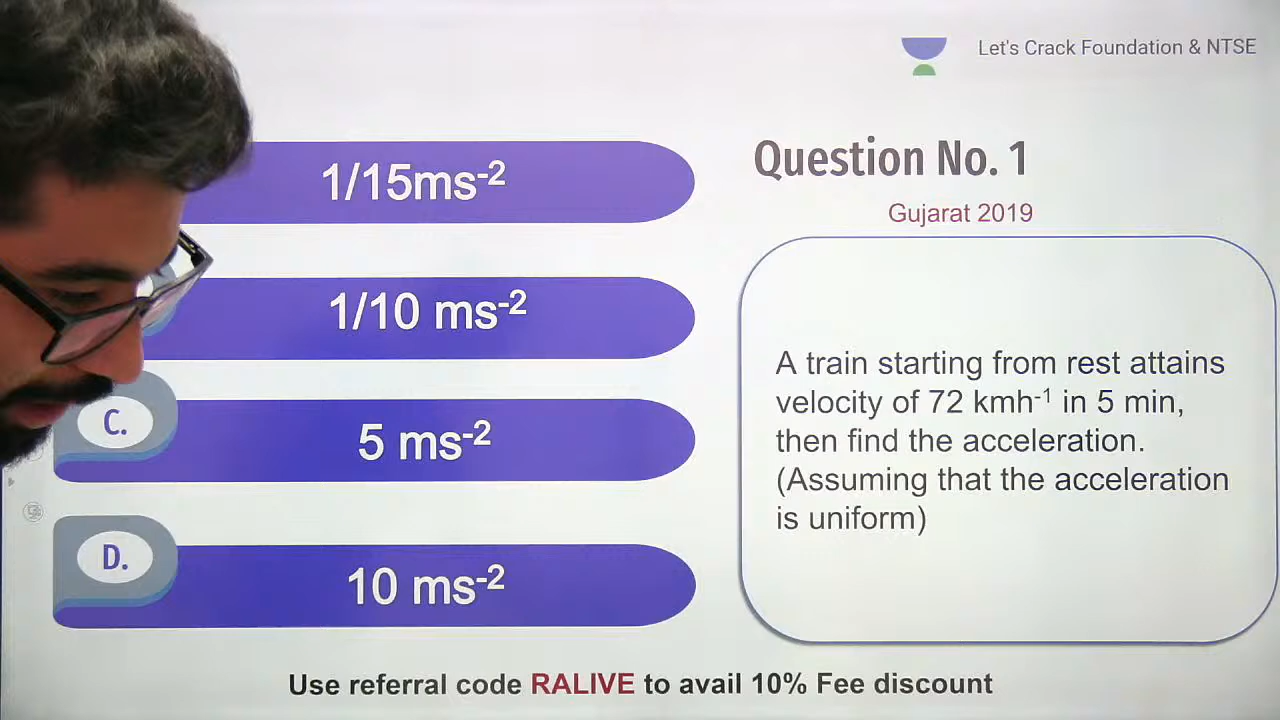 Let's Crack Foundation & NTSE
Question No. 1
Gujarat 2019
A train starting from rest attains
velocity of 72 kmh⁻¹ in 5 min,
then find the acceleration.
(Assuming that the acceleration
is uniform)
1/15ms⁻²
1/10 ms⁻²
C.
5 ms⁻²
D.
10 ms⁻²
Use referral code RALIVE to avail 10% Fee discount